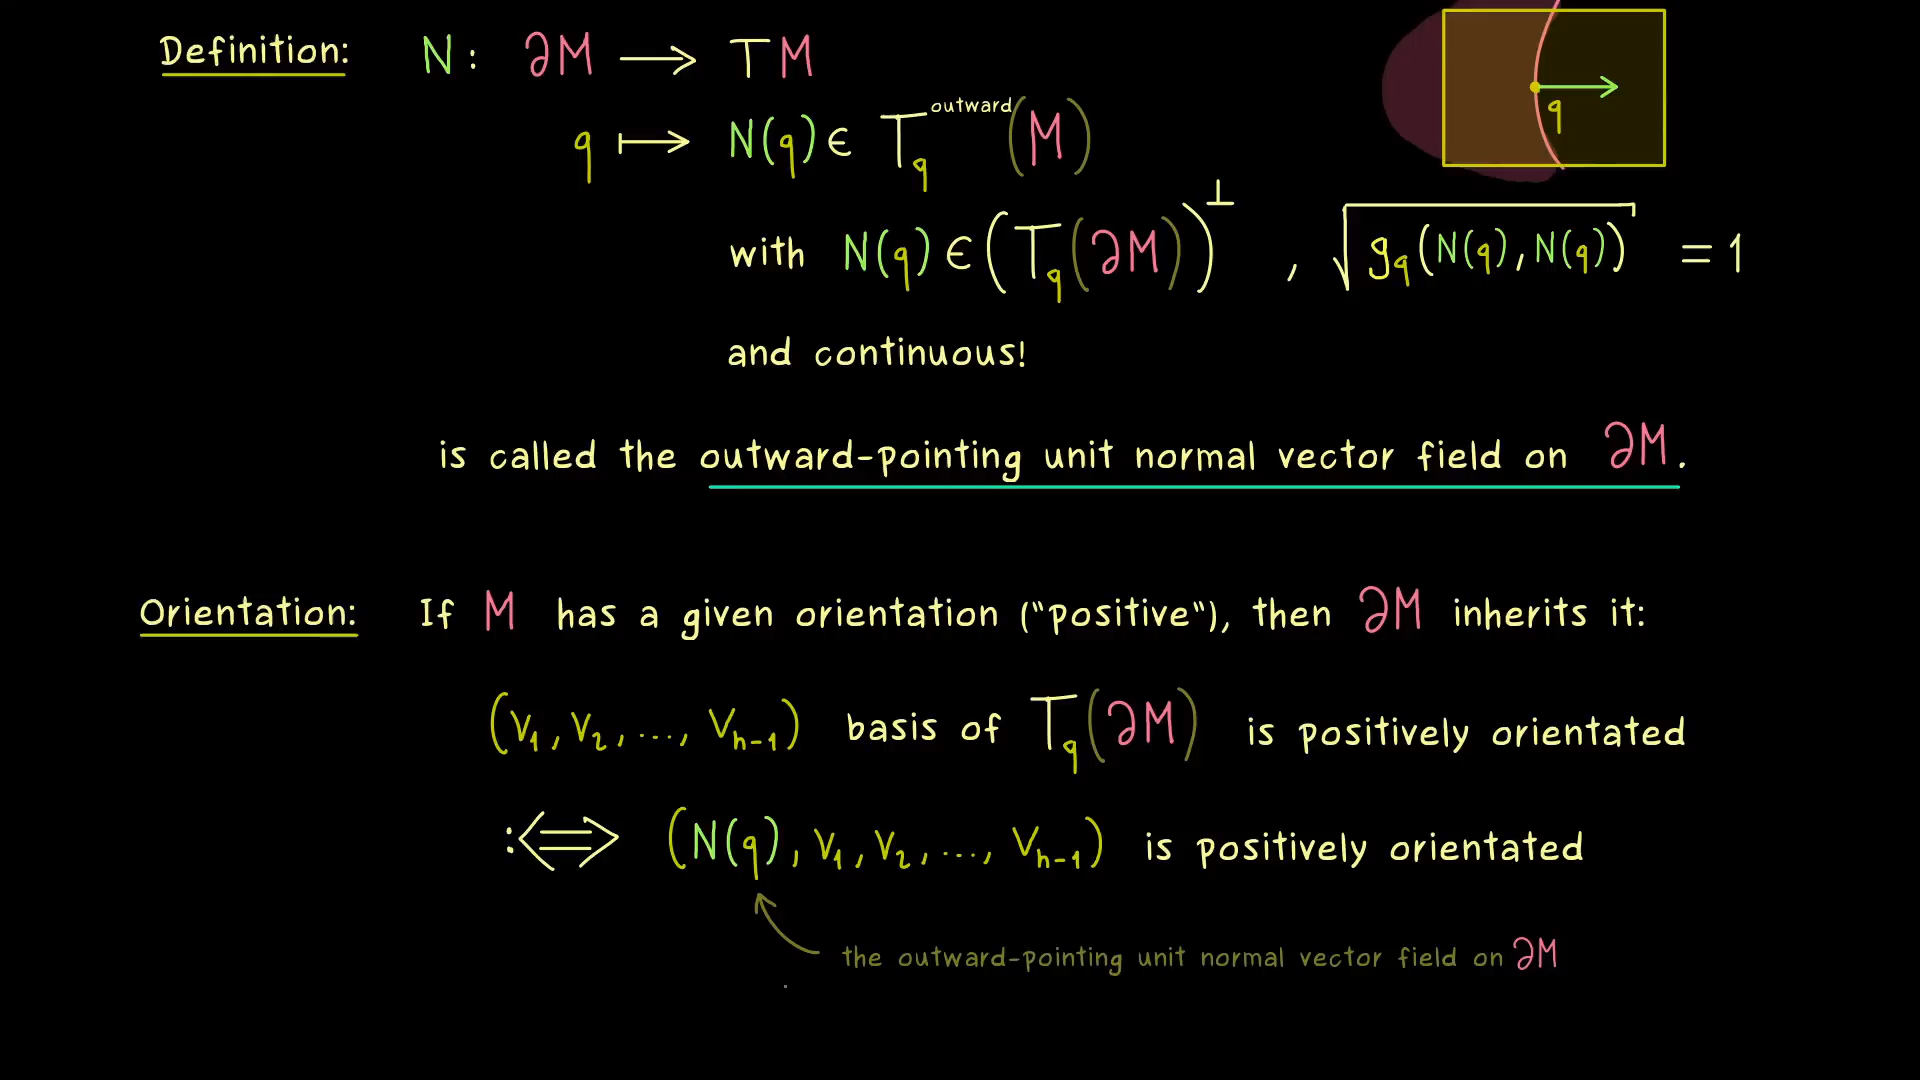 Definition: N: ∂M ⟶ TM
q ⟼ N(q) ∈ T_q^outward(M)
q
with N(q) ∈ (T_q(∂M))^⊥ , √(g_q(N(q), N(q))) = 1
and continuous!
is called the outward-pointing unit normal vector field on ∂M.
Orientation: If M has a given orientation ("positive"), then ∂M inherits it:
(v_1, v_2, ..., v_{n-1}) basis of T_q(∂M) is positively orientated
:⟺ (N(q), v_1, v_2, ..., v_{n-1}) is positively orientated
the outward-pointing unit normal vector field on ∂M